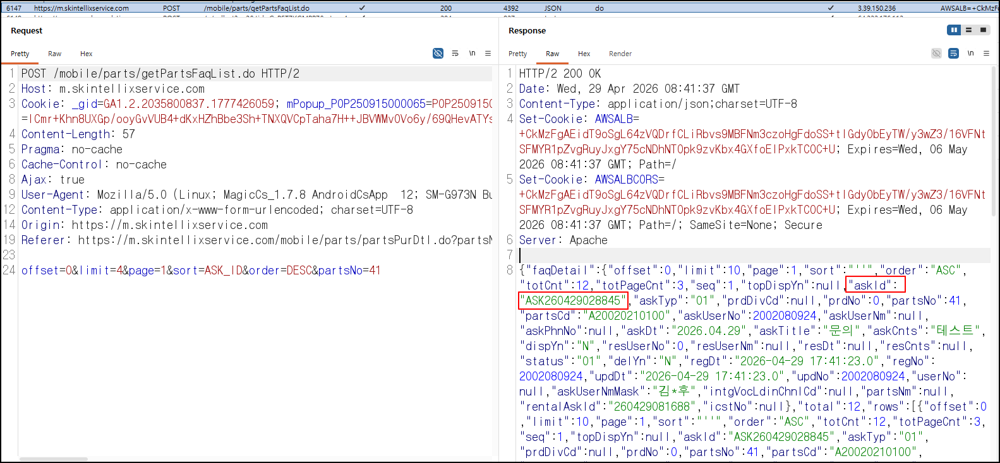 6147 https://m.skintellixservice.com POST /mobile/parts/getPartsFaqList.do ✓ 200 4392 JSON do ✓ 3.39.150.236 AWSALB=+CkMzF
Request
Pretty Raw Hex \n
1 POST /mobile/parts/getPartsFaqList.do HTTP/2
2 Host: m.skintellixservice.com
3 Cookie: _gid=GA1.2.2035800837.1777426059; mPopup_POP250915000065=POP2509150
=lCmr+Khn8UXGp/ooyGvVUB4+dKxHZhBbe3Sh+TNXQVCpTaha7H++JBVWMv0Vo6y/69QHevATYs
4 Content-Length: 57
5 Pragma: no-cache
6 Cache-Control: no-cache
8 Ajax: true
9 User-Agent: Mozilla/5.0 (Linux; MagicCs_1.7.8 AndroidCsApp 12; SM-G973N Bu
12 Content-Type: application/x-www-form-urlencoded; charset=UTF-8
14 Origin: https://m.skintellixservice.com
19 Referer: https://m.skintellixservice.com/mobile/parts/partsPurDtl.do?partsN
23
24 offset=0&limit=4&page=1&sort=ASK_ID&order=DESC&partsNo=41
Response
Pretty Raw Hex Render \n
1 HTTP/2 200 OK
2 Date: Wed, 29 Apr 2026 08:41:37 GMT
3 Content-Type: application/json;charset=UTF-8
4 Set-Cookie: AWSALB=
+CkMzFgAEidT9oSgL64zVQDrfCLiRbvs9MBFNm3czoHgFdoSS+tlGdyObEyTW/y3wZ3/16VFNt
SFMYR1pZvgRuyJxgY75cNDhNTOpk9zvKbx4GXfoElPxkTCOC+U; Expires=Wed, 06 May
2026 08:41:37 GMT; Path=/
5 Set-Cookie: AWSALBCORS=
+CkMzFgAEidT9oSgL64zVQDrfCLiRbvs9MBFNm3czoHgFdoSS+tlGdyObEyTW/y3wZ3/16VFNt
SFMYR1pZvgRuyJxgY75cNDhNTOpk9zvKbx4GXfoElPxkTCOC+U; Expires=Wed, 06 May
2026 08:41:37 GMT; Path=/; SameSite=None; Secure
6 Server: Apache
7
8 {"faqDetail":{"offset":0,"limit":10,"page":1,"sort":"''","order":"ASC",
"totCnt":12,"totPageCnt":3,"seq":1,"topDispYn":null,"askId":
"ASK260429028845","askTyp":"01","prdDivCd":null,"prdNo":0,"partsNo":41,
"partsCd":"A20020210100","askUserNo":2002080924,"askUserNm":null,
"askPhnNo":null,"askDt":"2026.04.29","askTitle":"문의","askCnts":"테스트",
"dispYn":"N","resUserNo":0,"resUserNm":null,"resDt":null,"resCnts":null,
"status":"01","delYn":"N","regDt":"2026-04-29 17:41:23.0","regNo":
2002080924,"updDt":"2026-04-29 17:41:23.0","updNo":2002080924,"userNo":
null,"askUserNmMask":"김*후","intgVocLdinChnlCd":null,"partsNm":null,
"rentalAskId":"260429081688","icstNo":null},"total":12,"rows":[{"offset":0
,"limit":10,"page":1,"sort":"''","order":"ASC","totCnt":12,"totPageCnt":3,
"seq":1,"topDispYn":null,"askId":"ASK260429028845","askTyp":"01",
"prdDivCd":null,"prdNo":0,"partsNo":41,"partsCd":"A20020210100",